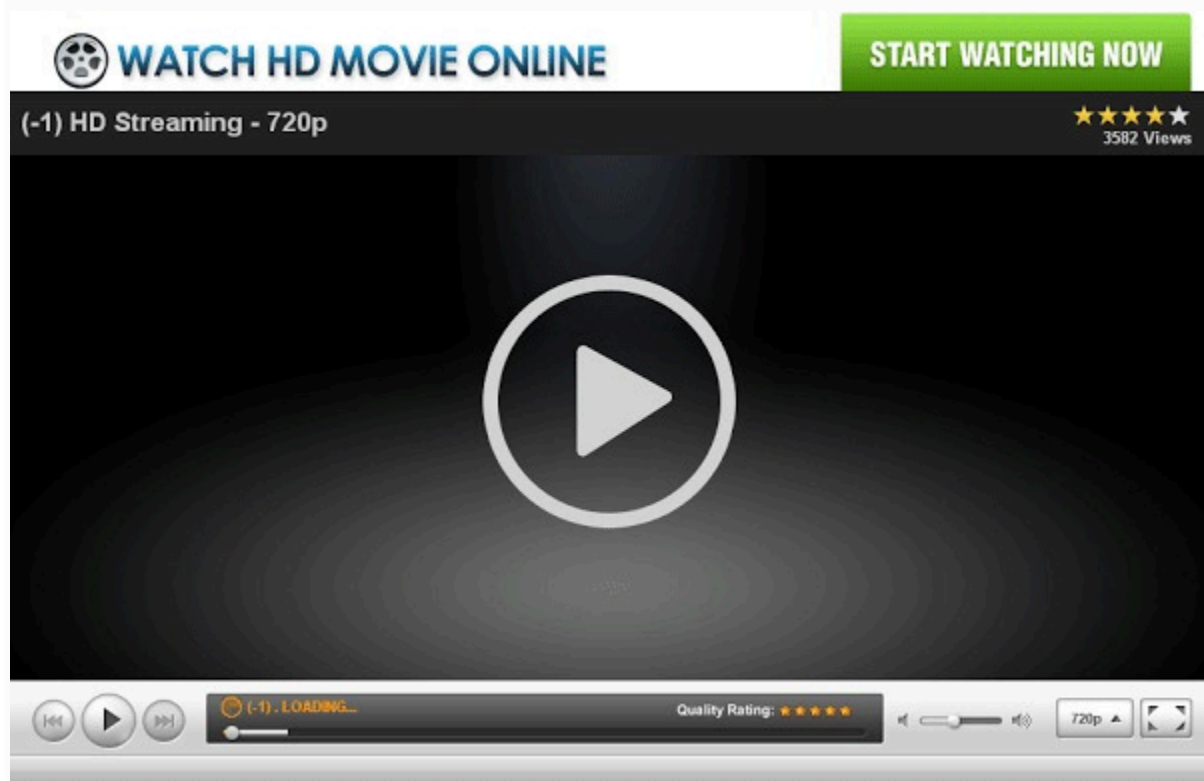 WATCH HD MOVIE ONLINE
START WATCHING NOW
(-1) HD Streaming - 720p
3582 Views
(-1) . LOADING...
Quality Rating:
720p